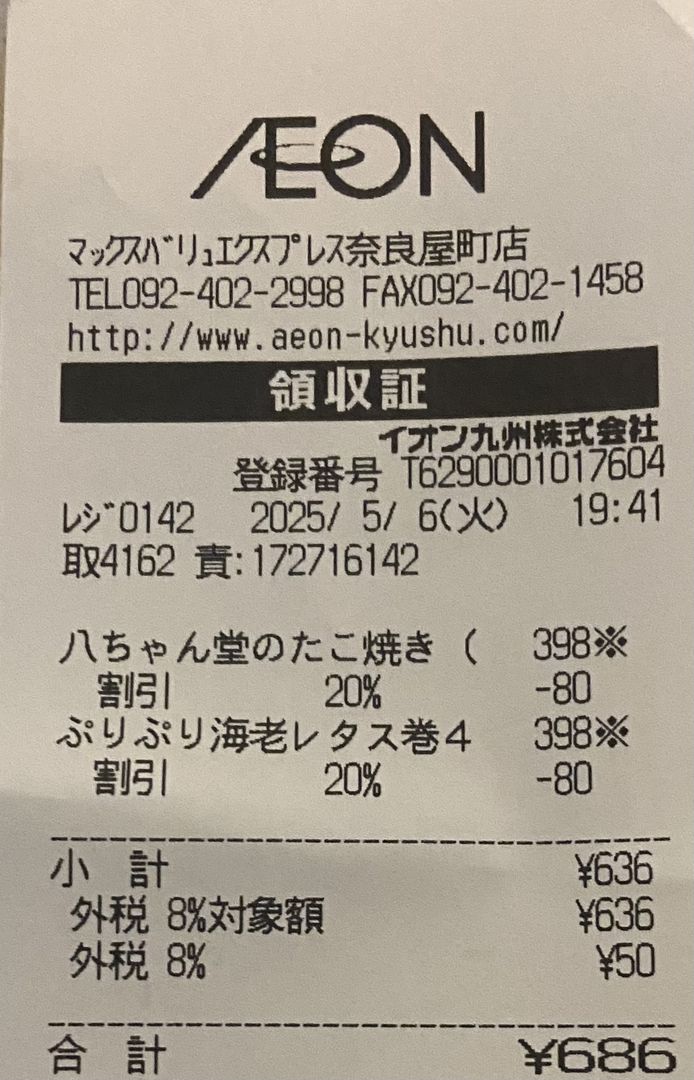 ÆON
マックスバリュエクスプレス奈良屋町店
TEL092-402-2998 FAX092-402-1458
http://www.aeon-kyushu.com/
領収証
イオン九州株式会社
登録番号 T6290001017604
レジ0142 2025/ 5/ 6(火) 19:41
取4162 責:172716142
八ちゃん堂のたこ焼き ( 398※
割引 20% -80
ぷりぷり海老レタス巻4 398※
割引 20% -80
小 計 ¥636
外税 8%対象額 ¥636
外税 8% ¥50
合 計 ¥686